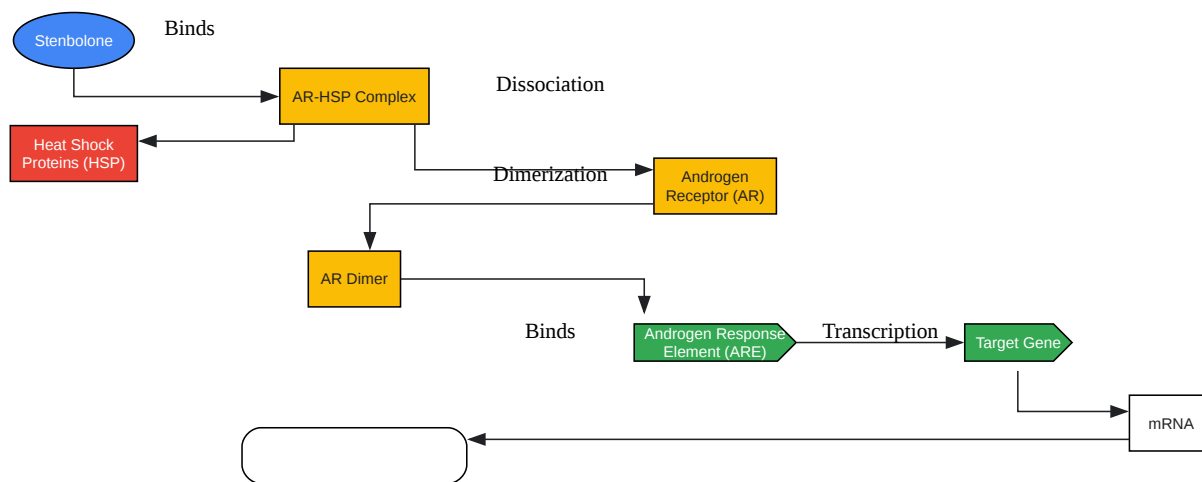 Binds
Stenbolone
Dissociation
AR-HSP Complex
Heat Shock
Proteins (HSP)
Dimerization
Androgen
Receptor (AR)
AR Dimer
Binds
Androgen Response
Element (ARE)
Transcription
Target Gene
mRNA